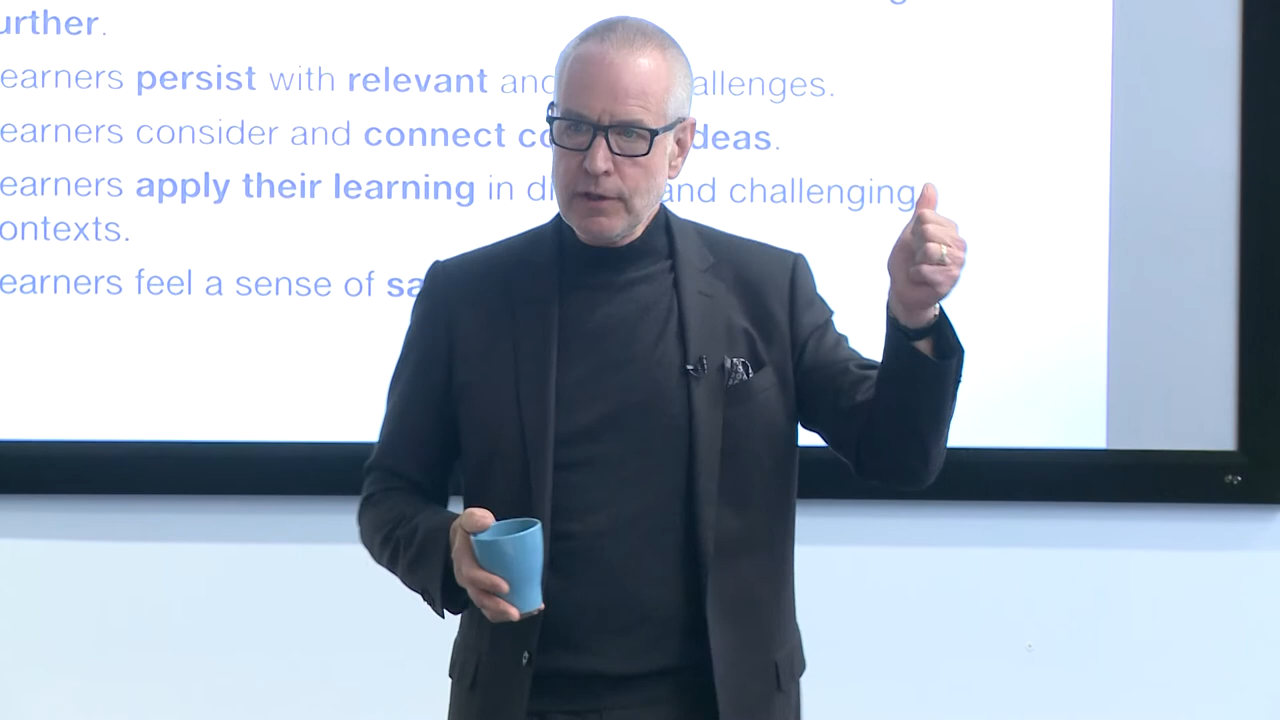 urther.
earners persist with relevant and allenges.
earners consider and connect co deas.
earners apply their learning in di and challenging
ontexts.
earners feel a sense of sa